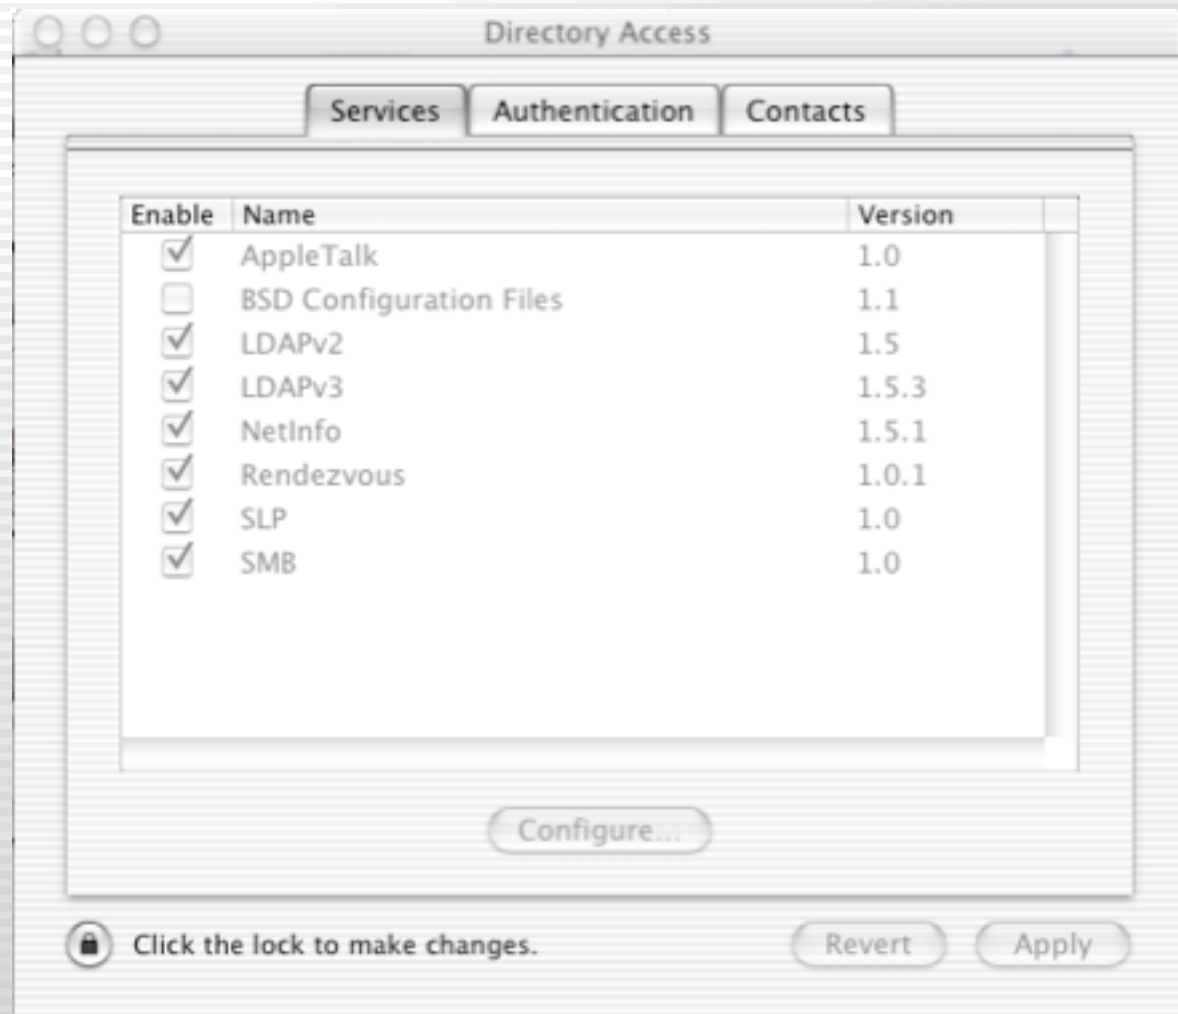 Directory Access
Services Authentication Contacts
Enable Name Version
AppleTalk 1.0
BSD Configuration Files 1.1
LDAPv2 1.5
LDAPv3 1.5.3
NetInfo 1.5.1
Rendezvous 1.0.1
SLP 1.0
SMB 1.0
Configure...
Click the lock to make changes. Revert Apply